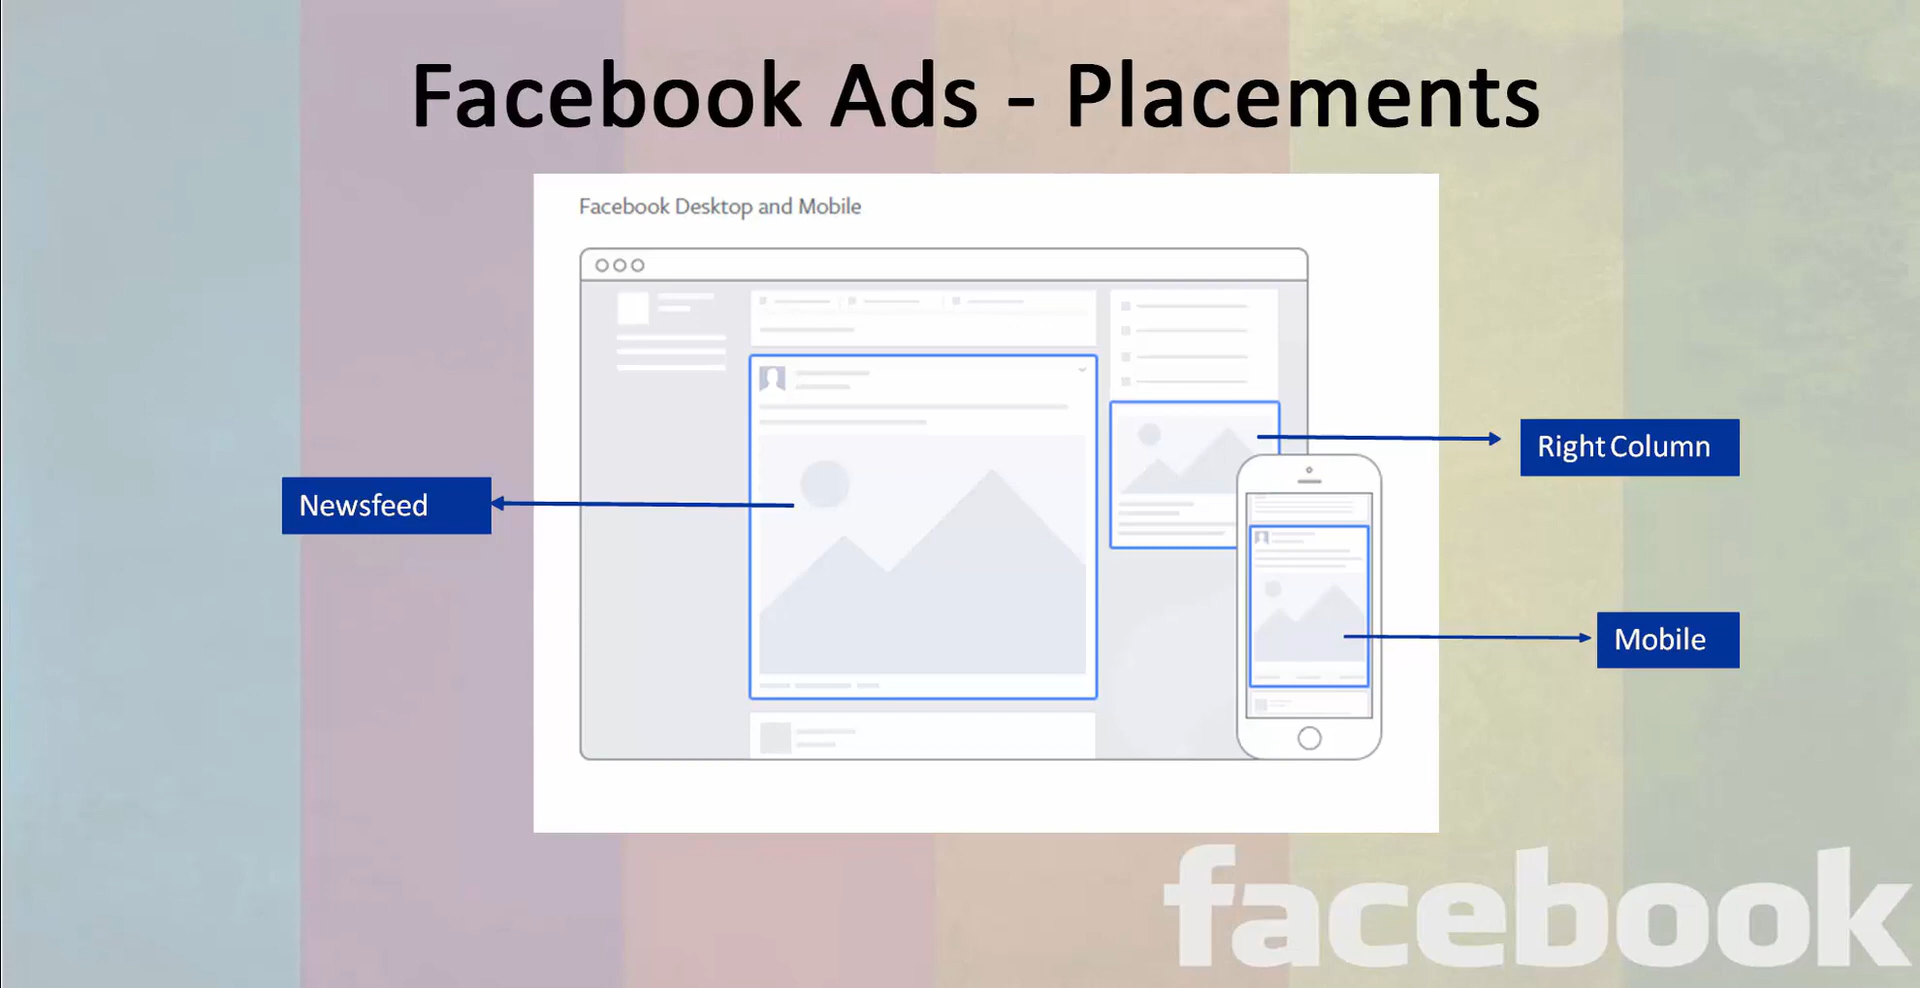 Facebook Ads - Placements
Facebook Desktop and Mobile
Right Column
Newsfeed
Mobile
facebook